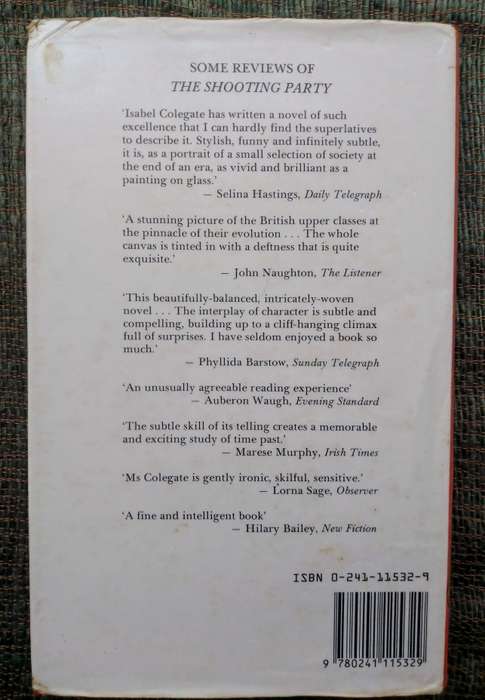 SOME REVIEWS OF
THE SHOOTING PARTY
‘Isabel Colegate has written a novel of such
excellence that I can hardly find the superlatives
to describe it. Stylish, funny and infinitely subtle,
it is, as a portrait of a small selection of society at
the end of an era, as vivid and brilliant as a
painting on glass.’
— Selina Hastings, Daily Telegraph
‘A stunning picture of the British upper classes at
the pinnacle of their evolution . . . The whole
canvas is tinted in with a deftness that is quite
exquisite.’
— John Naughton, The Listener
‘This beautifully-balanced, intricately-woven
novel . . . The interplay of character is subtle and
compelling, building up to a cliff-hanging climax
full of surprises. I have seldom enjoyed a book so
much.’
— Phyllida Barstow, Sunday Telegraph
‘An unusually agreeable reading experience’
— Auberon Waugh, Evening Standard
‘The subtle skill of its telling creates a memorable
and exciting study of time past.’
— Marese Murphy, Irish Times
‘Ms Colegate is gently ironic, skilful, sensitive.’
— Lorna Sage, Observer
‘A fine and intelligent book’
— Hilary Bailey, New Fiction
ISBN 0-241-11532-9
9 780241 115329